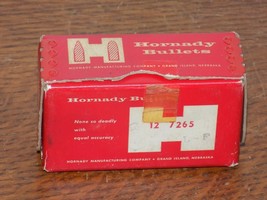 Hornady
Bullets
HORNADY MANUFACTURING COMPANY • GRAND ISLAND, NEBRASKA
Hornady Bu
None so deadly
with
equal accuracy.
12 7265
HORNADY MANUFACTURING COMPANY • GRAND ISLAND, NEBRASKA